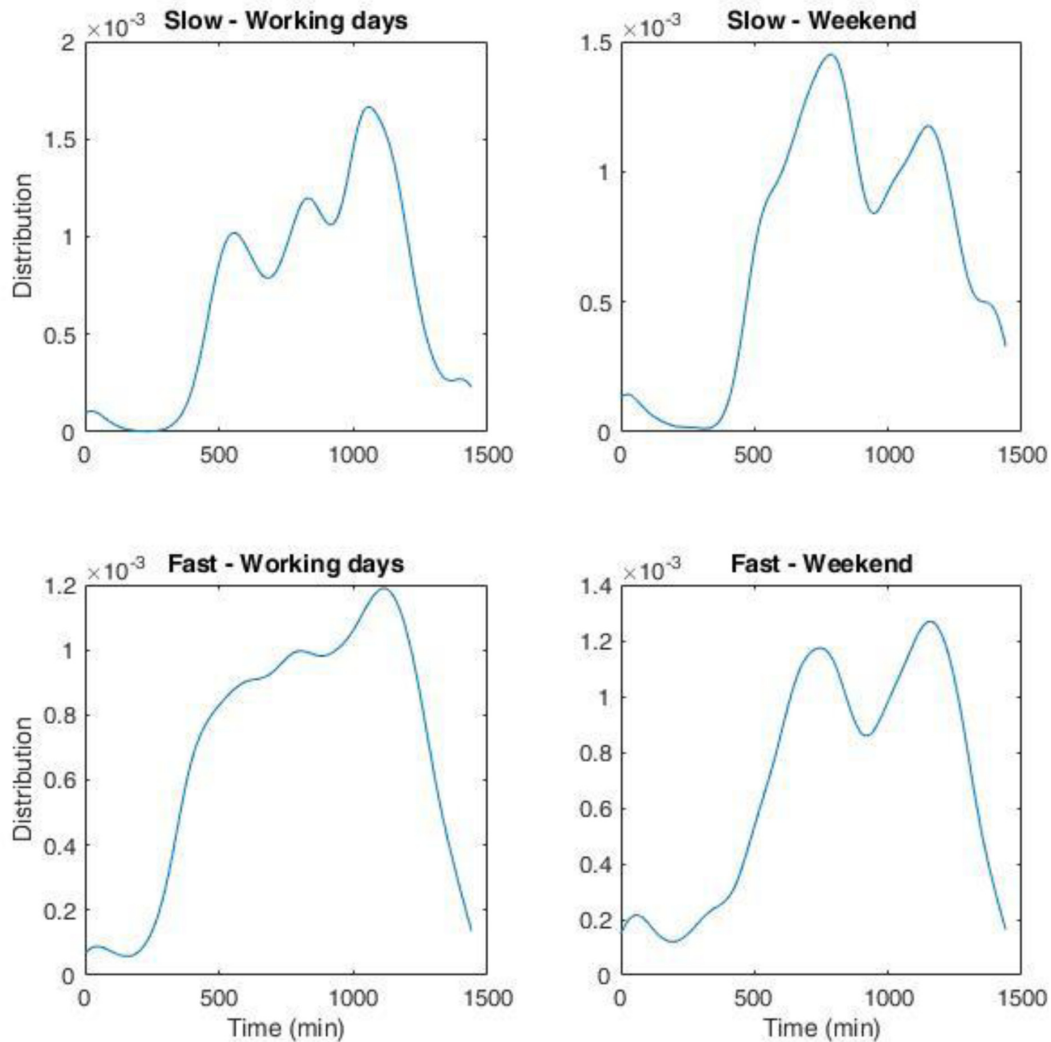 ×10⁻³ Slow - Working days
2
1.5
1
0.5
0
Distribution
0 500 1000 1500
×10⁻³ Slow - Weekend
1.5
1
0.5
0
0 500 1000 1500
×10⁻³ Fast - Working days
1.2
1
0.8
0.6
0.4
0.2
0
Distribution
0 500 1000 1500
Time (min)
×10⁻³ Fast - Weekend
1.4
1.2
1
0.8
0.6
0.4
0.2
0
0 500 1000 1500
Time (min)